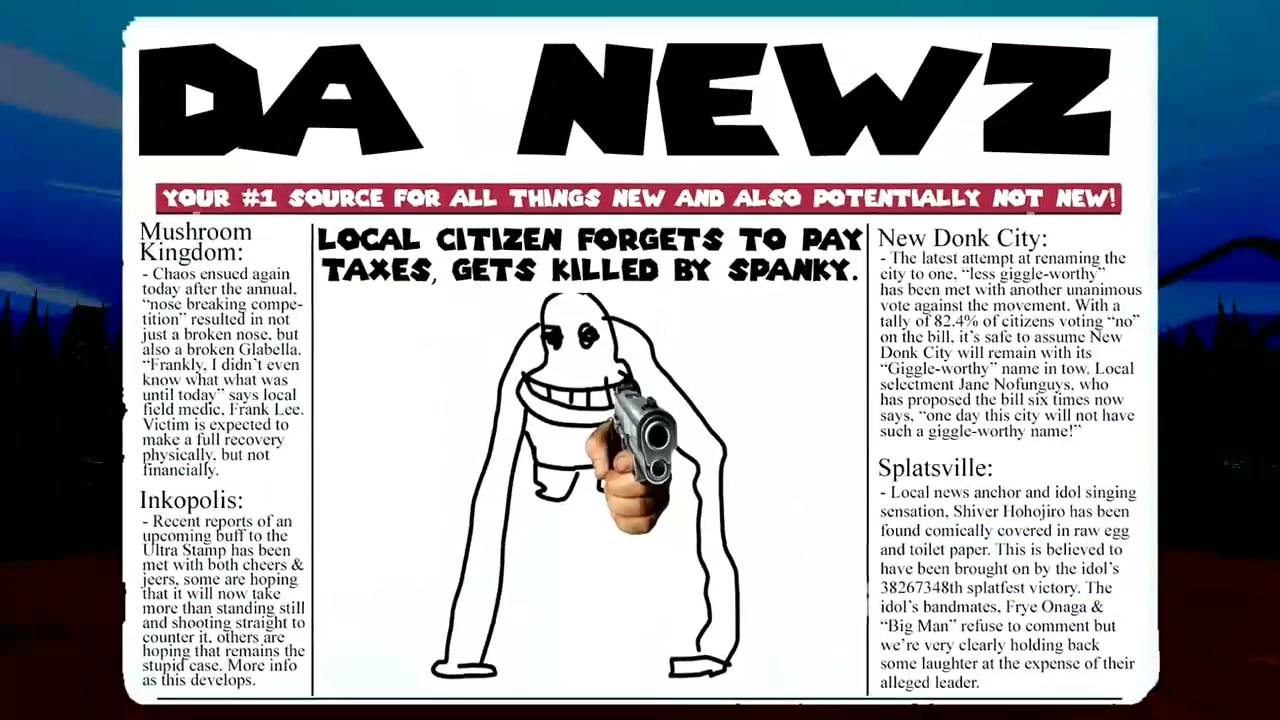 DA NEWZ
YOUR #1 SOURCE FOR ALL THINGS NEW AND ALSO POTENTIALLY NOT NEW!
Mushroom
Kingdom:
- Chaos ensued again
today after the annual,
“nose breaking compe-
tition” resulted in not
just a broken nose, but
also a broken Glabella.
“Frankly, I didn’t even
know what what was
until today” says local
field medic, Frank Lee.
Victim is expected to
make a full recovery
physically, but not
financially.
Inkopolis:
- Recent reports of an
upcoming buff to the
Ultra Stamp has been
met with both cheers &
jeers, some are hoping
that it will now take
more than standing still
and shooting straight to
counter it, others are
hoping that remains the
stupid case. More info
as this develops.
LOCAL CITIZEN FORGETS TO PAY
TAXES, GETS KILLED BY SPANKY.
New Donk City:
- The latest attempt at renaming the
city to one, “less giggle-worthy”
has been met with another unanimous
vote against the movement. With a
tally of 82.4% of citizens voting “no”
on the bill, it’s safe to assume New
Donk City will remain with its
“Giggle-worthy” name in tow. Local
selectment Jane Nofunguys, who
has proposed the bill six times now
says, “one day this city will not have
such a giggle-worthy name!”
Splatsville:
- Local news anchor and idol singing
sensation, Shiver Hohojiro has been
found comically covered in raw egg
and toilet paper. This is believed to
have been brought on by the idol’s
38267348th splatfest victory. The
idol’s bandmates, Frye Onaga &
“Big Man” refuse to comment but
we’re very clearly holding back
some laughter at the expense of their
alleged leader.